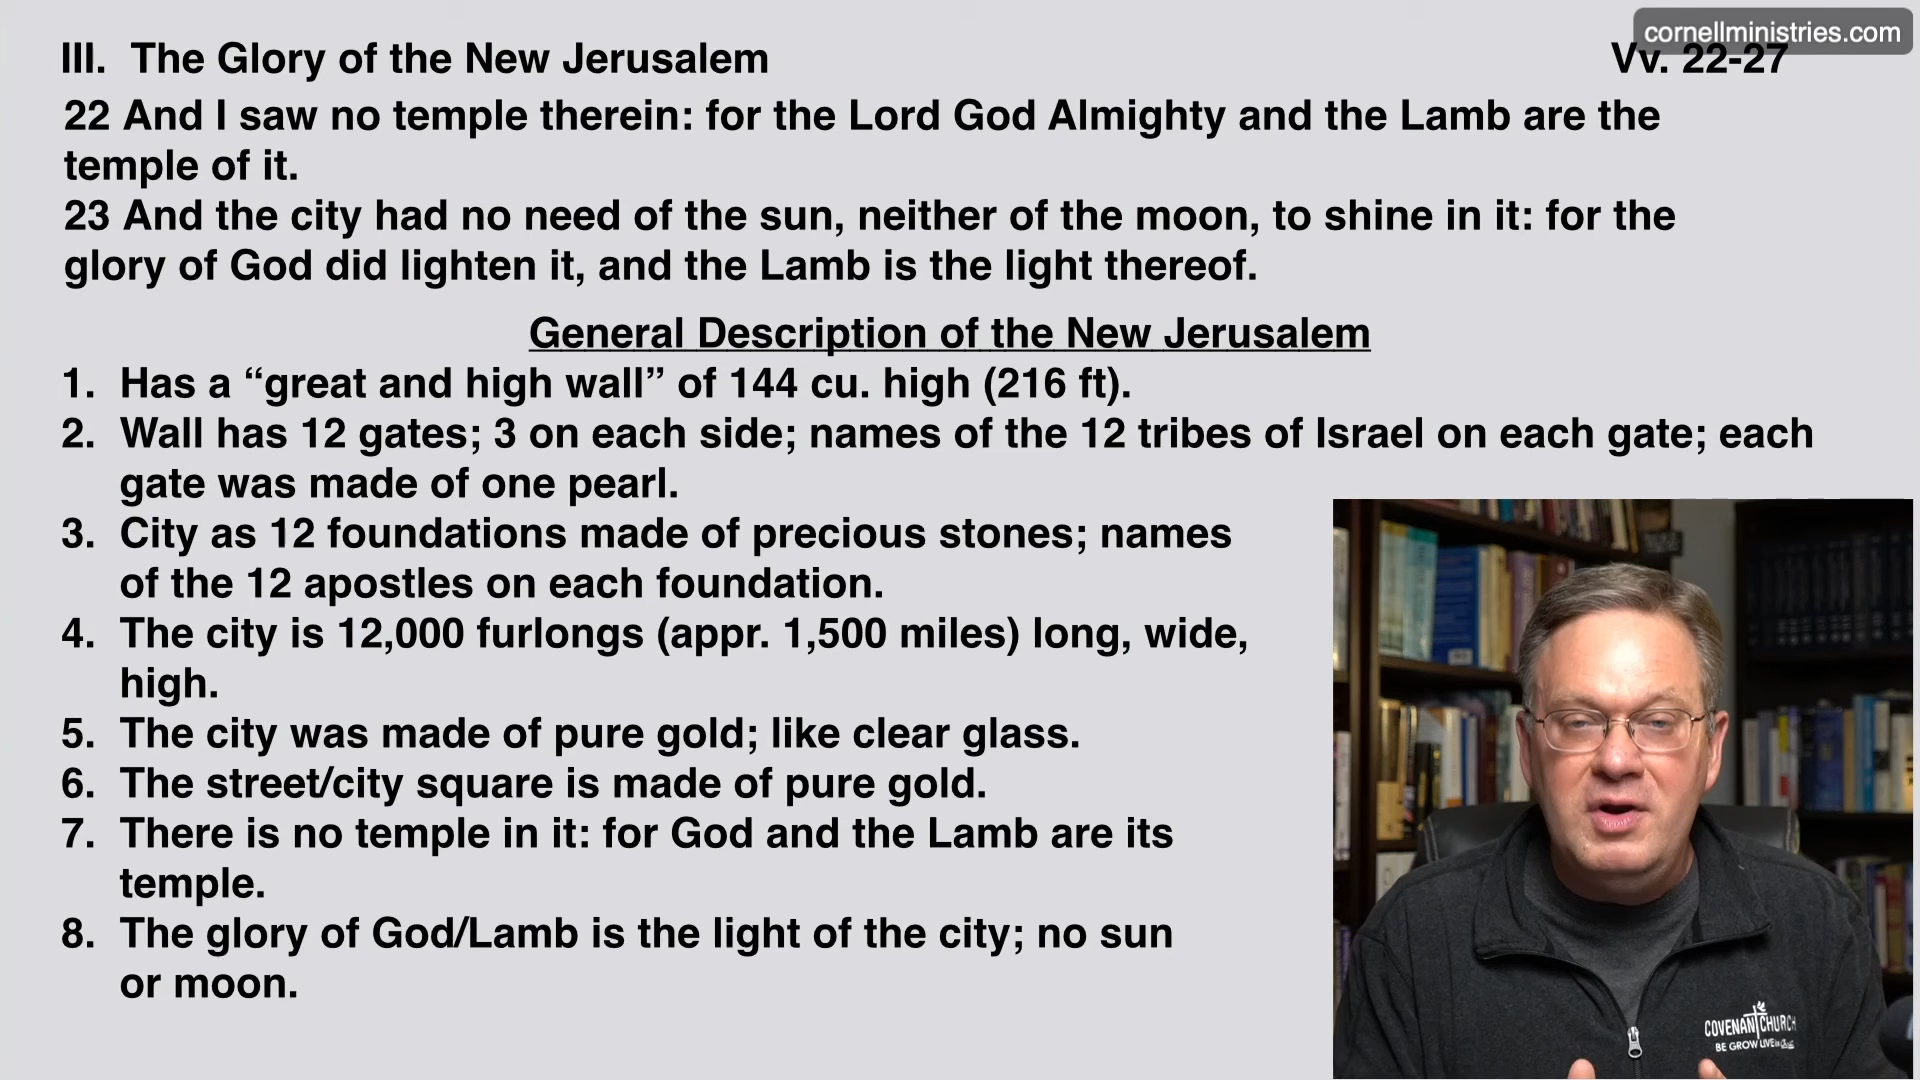 cornellministries.com
III. The Glory of the New Jerusalem Vv. 22-27
22 And I saw no temple therein: for the Lord God Almighty and the Lamb are the
temple of it.
23 And the city had no need of the sun, neither of the moon, to shine in it: for the
glory of God did lighten it, and the Lamb is the light thereof.
General Description of the New Jerusalem
1. Has a “great and high wall” of 144 cu. high (216 ft).
2. Wall has 12 gates; 3 on each side; names of the 12 tribes of Israel on each gate; each
gate was made of one pearl.
3. City as 12 foundations made of precious stones; names
of the 12 apostles on each foundation.
4. The city is 12,000 furlongs (appr. 1,500 miles) long, wide,
high.
5. The city was made of pure gold; like clear glass.
6. The street/city square is made of pure gold.
7. There is no temple in it: for God and the Lamb are its
temple.
8. The glory of God/Lamb is the light of the city; no sun
or moon.
COVENANT CHURCH
BE GROW LIVE